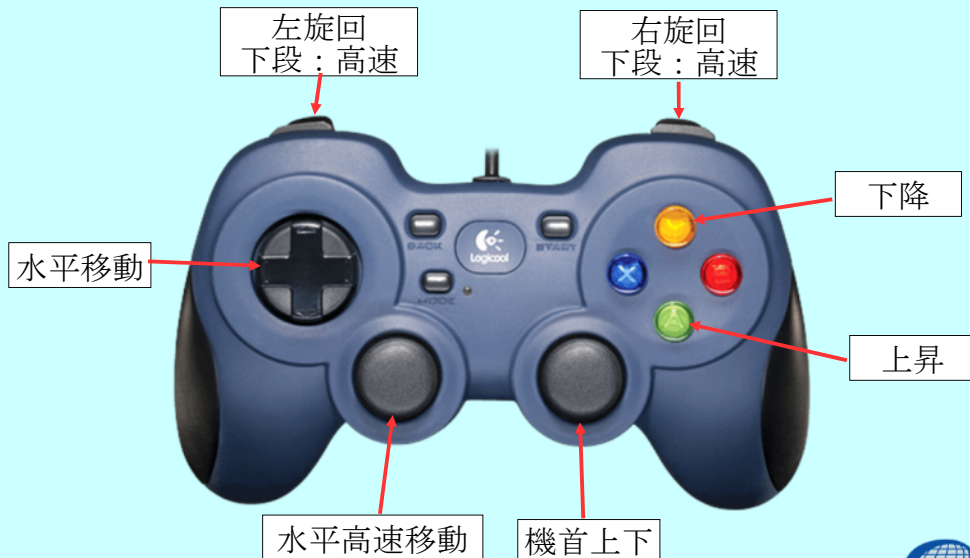 左旋回
下段：高速
右旋回
下段：高速
下降
BACK
START
Logicool
水平移動
X
B
MODE
A
上昇
水平高速移動
機首上下